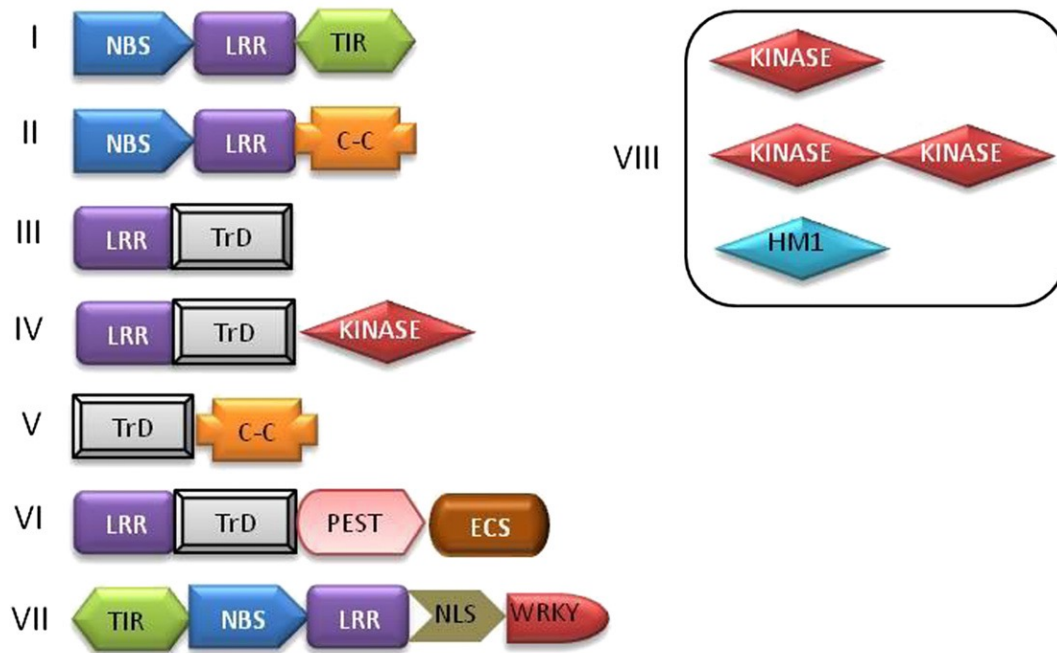 I NBS LRR TIR
II NBS LRR C-C
III LRR TrD
IV LRR TrD KINASE
V TrD C-C
VI LRR TrD PEST ECS
VII TIR NBS LRR NLS WRKY
VIII
KINASE
KINASE KINASE
HM1